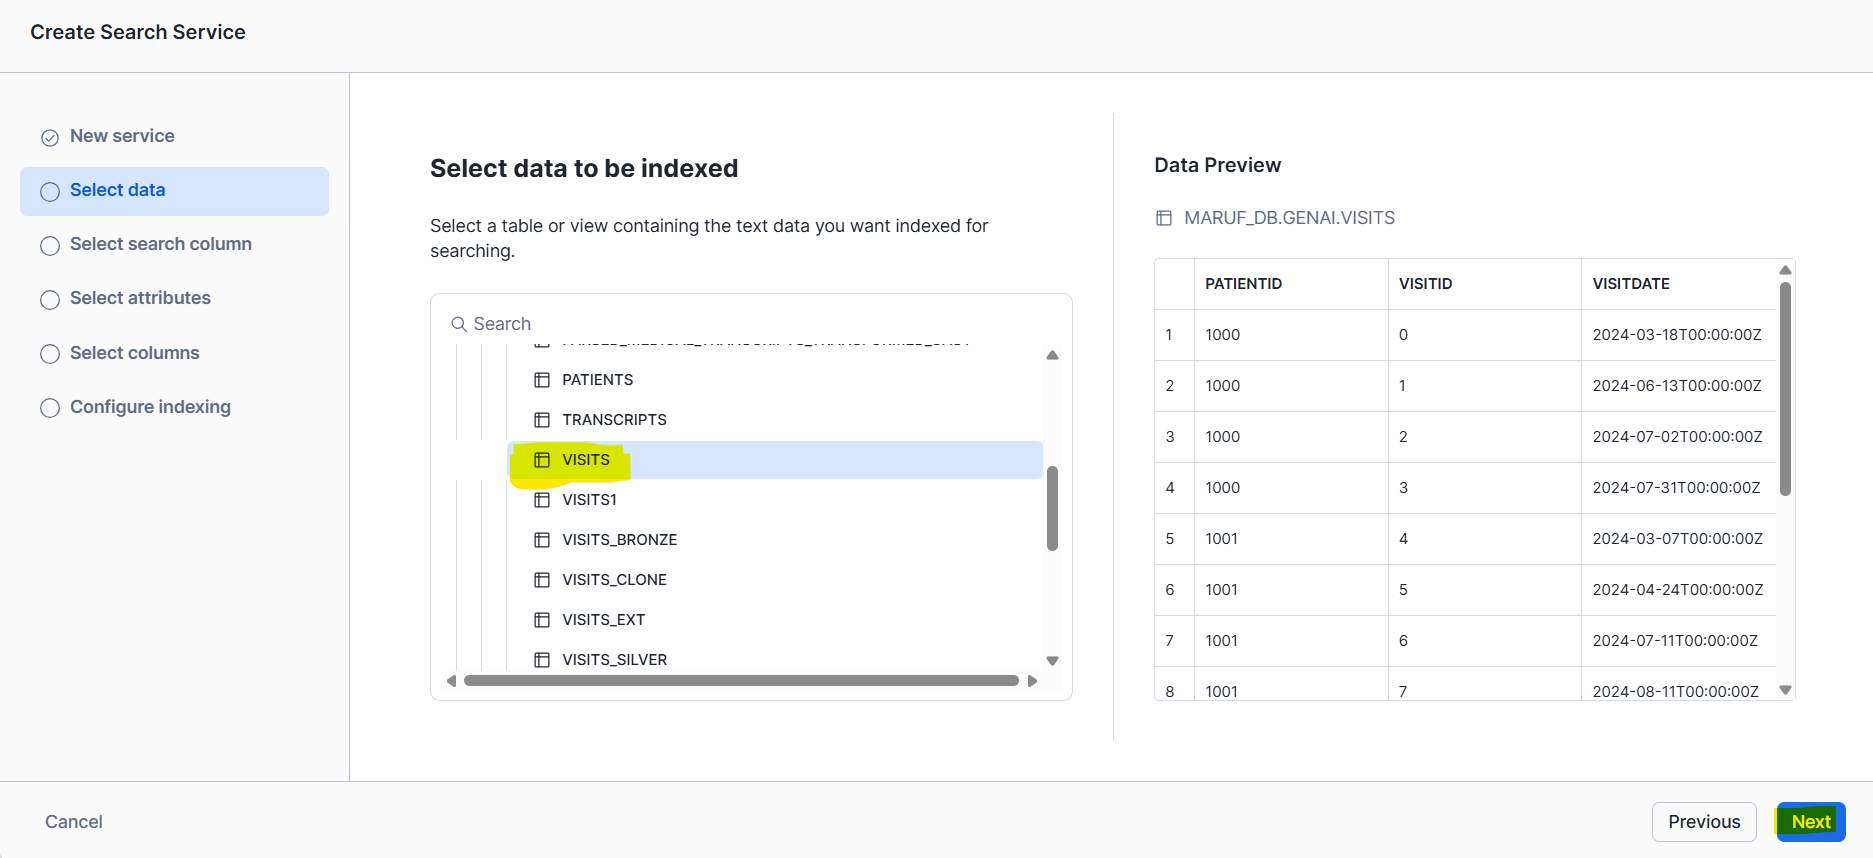 Create Search Service
New service
Select data
Select search column
Select attributes
Select columns
Configure indexing
Select data to be indexed
Select a table or view containing the text data you want indexed for
searching.
Search
PATIENTS
TRANSCRIPTS
VISITS
VISITS1
VISITS_BRONZE
VISITS_CLONE
VISITS_EXT
VISITS_SILVER
Data Preview
MARUF_DB.GENAI.VISITS
PATIENTID VISITID VISITDATE
1 1000 0 2024-03-18T00:00:00Z
2 1000 1 2024-06-13T00:00:00Z
3 1000 2 2024-07-02T00:00:00Z
4 1000 3 2024-07-31T00:00:00Z
5 1001 4 2024-03-07T00:00:00Z
6 1001 5 2024-04-24T00:00:00Z
7 1001 6 2024-07-11T00:00:00Z
8 1001 7 2024-08-11T00:00:00Z
Cancel
Previous
Next